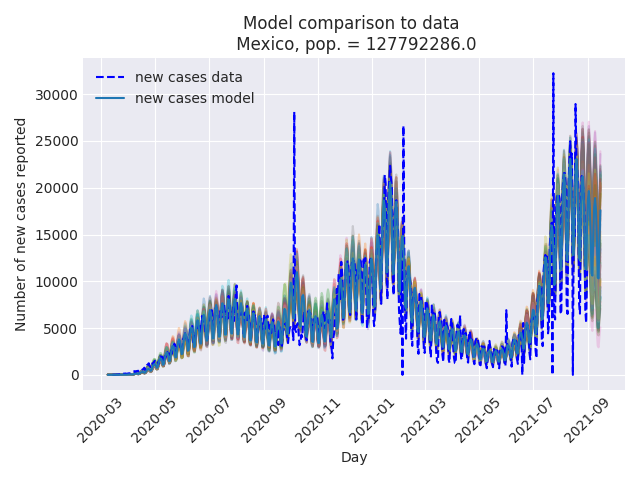 Model comparison to data
Mexico, pop. = 127792286.0
new cases data
new cases model
Number of new cases reported
30000
25000
20000
15000
10000
5000
0
2020-03
2020-05
2020-07
2020-09
2020-11
2021-01
2021-03
2021-05
2021-07
2021-09
Day